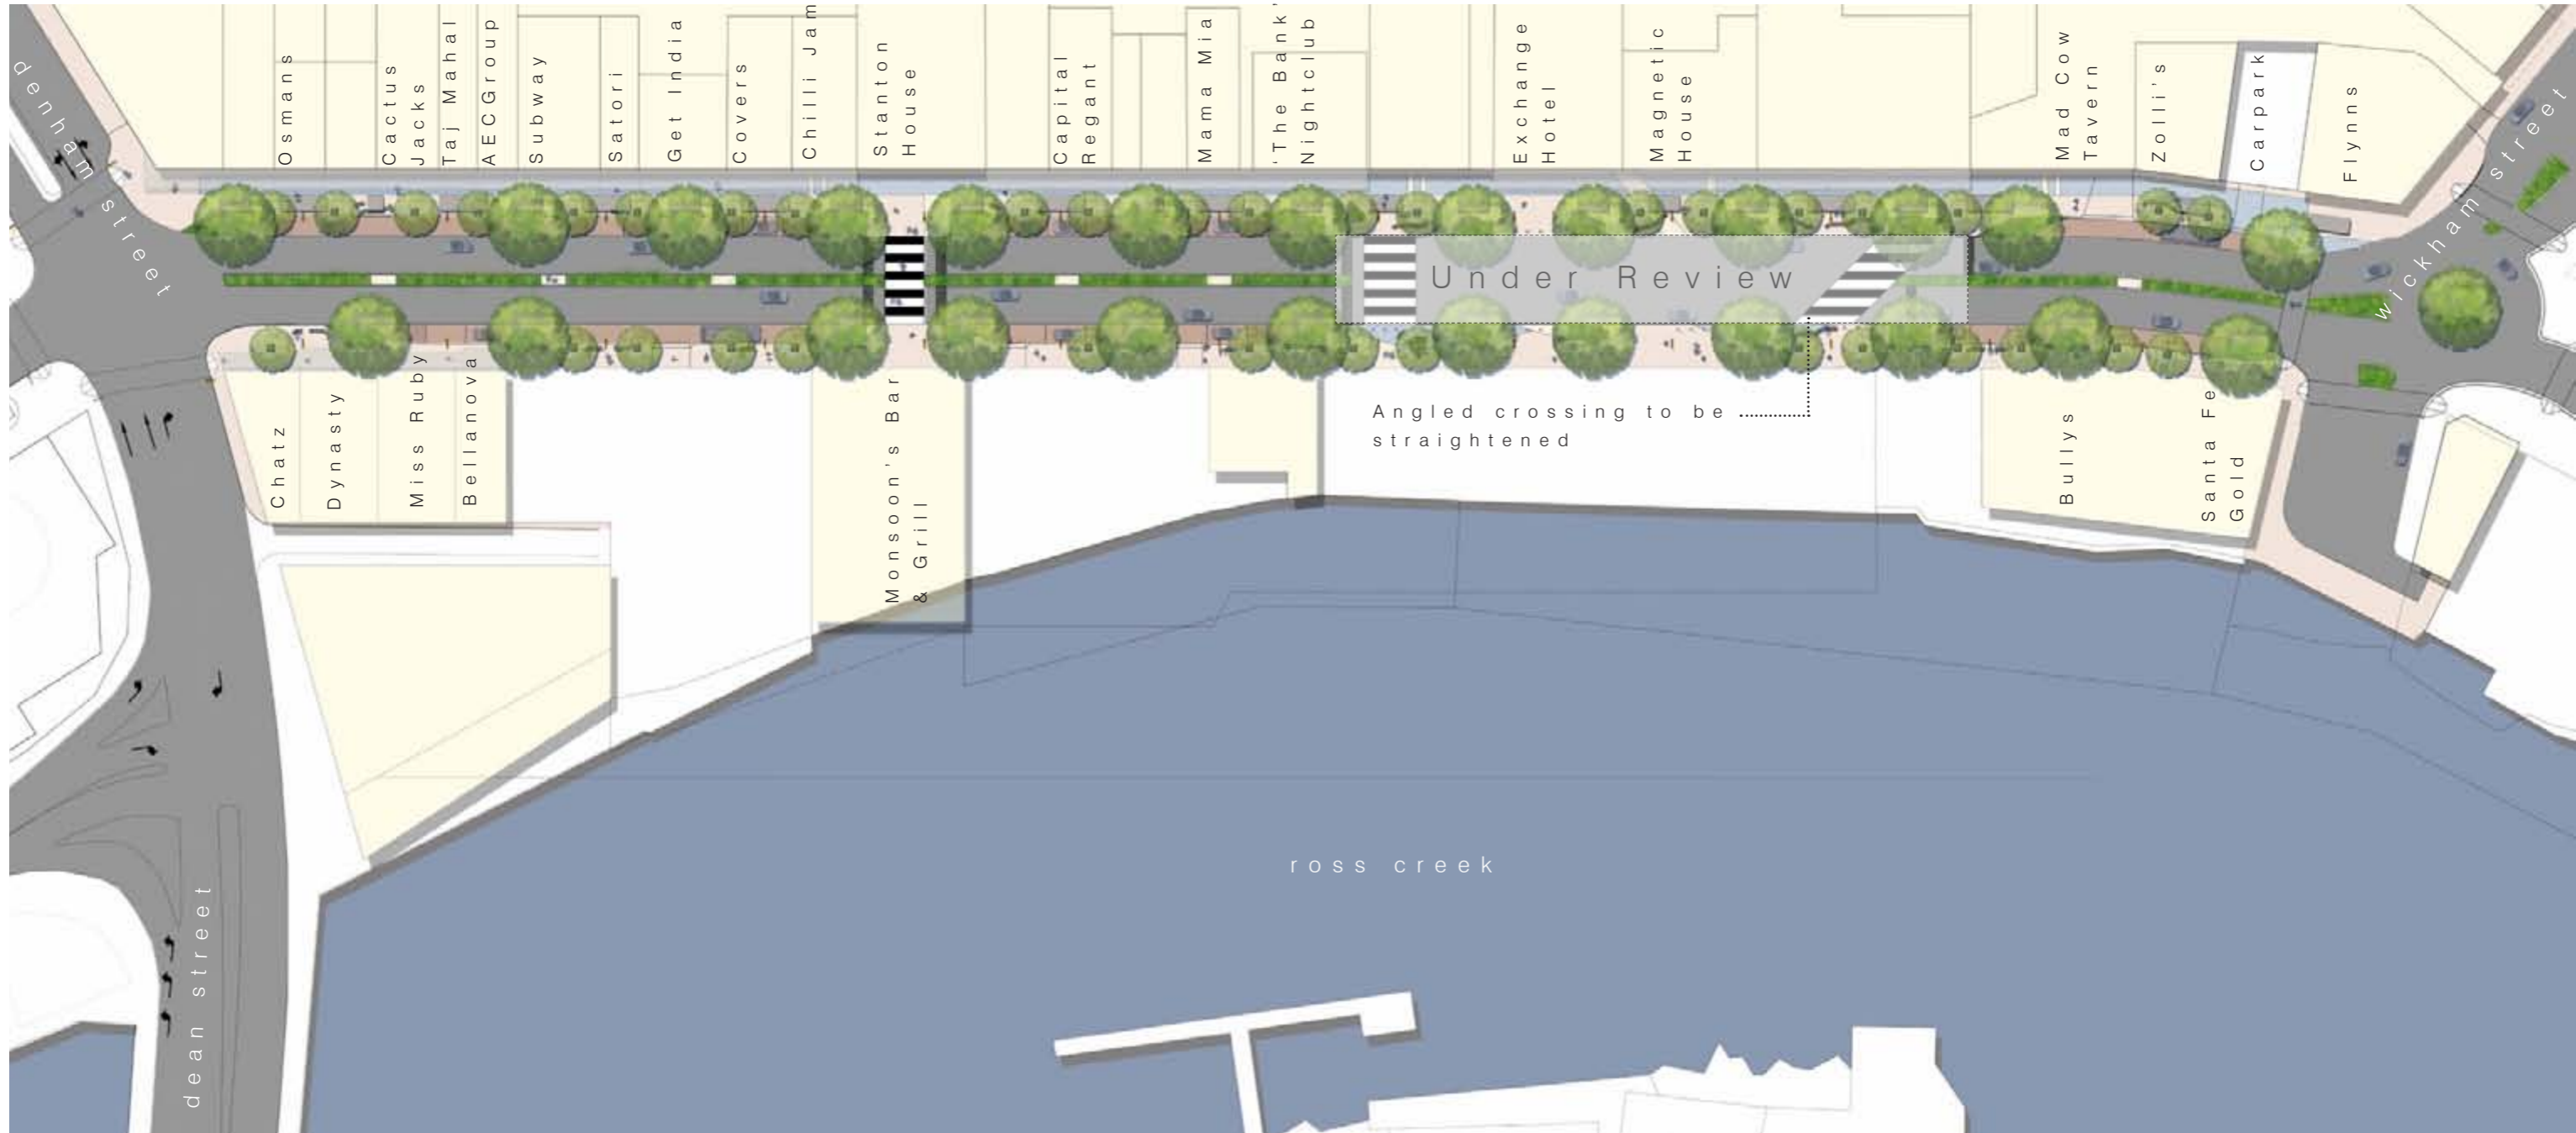 denham street
Osmans
Cactus
Jacks
Taj Mahal
AECGroup
Subway
Satori
Get India
Covers
Chilli Jam
Stanton
House
Capital
Regant
Mama Mia
'The Bank'
Nightclub
Exchange
Hotel
Magnetic
House
Mad Cow
Tavern
Zolli's
Carpark
Flynns
wickham street
Under Review
Angled crossing to be
straightened
Chatz
Dynasty
Miss Ruby
Bellanova
Monsoon's Bar
& Grill
Bullys
Santa Fe
Gold
ross creek
dean street